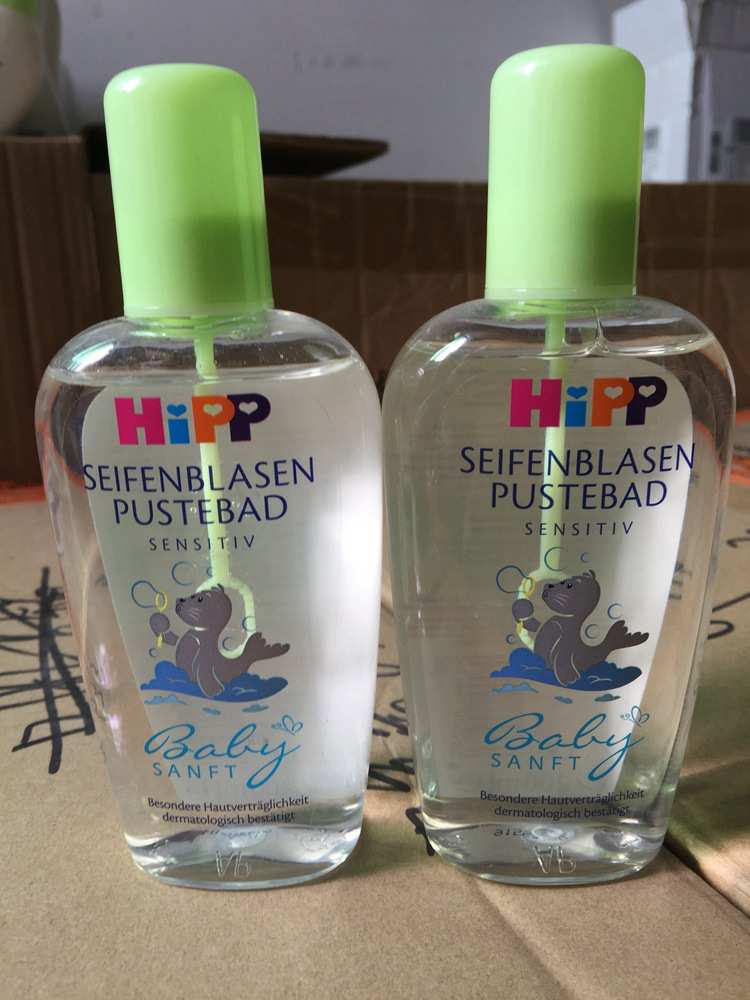 HiPP
SEIFENBLASEN
PUSTEBAD
SENSITIV
Baby
SANFT
Besondere Hautverträglichkeit
dermatologisch bestätigt
HiPP
SEIFENBLASEN
PUSTEBAD
SENSITIV
Baby
SANFT
Besondere Hautverträglichkeit
dermatologisch bestätigt